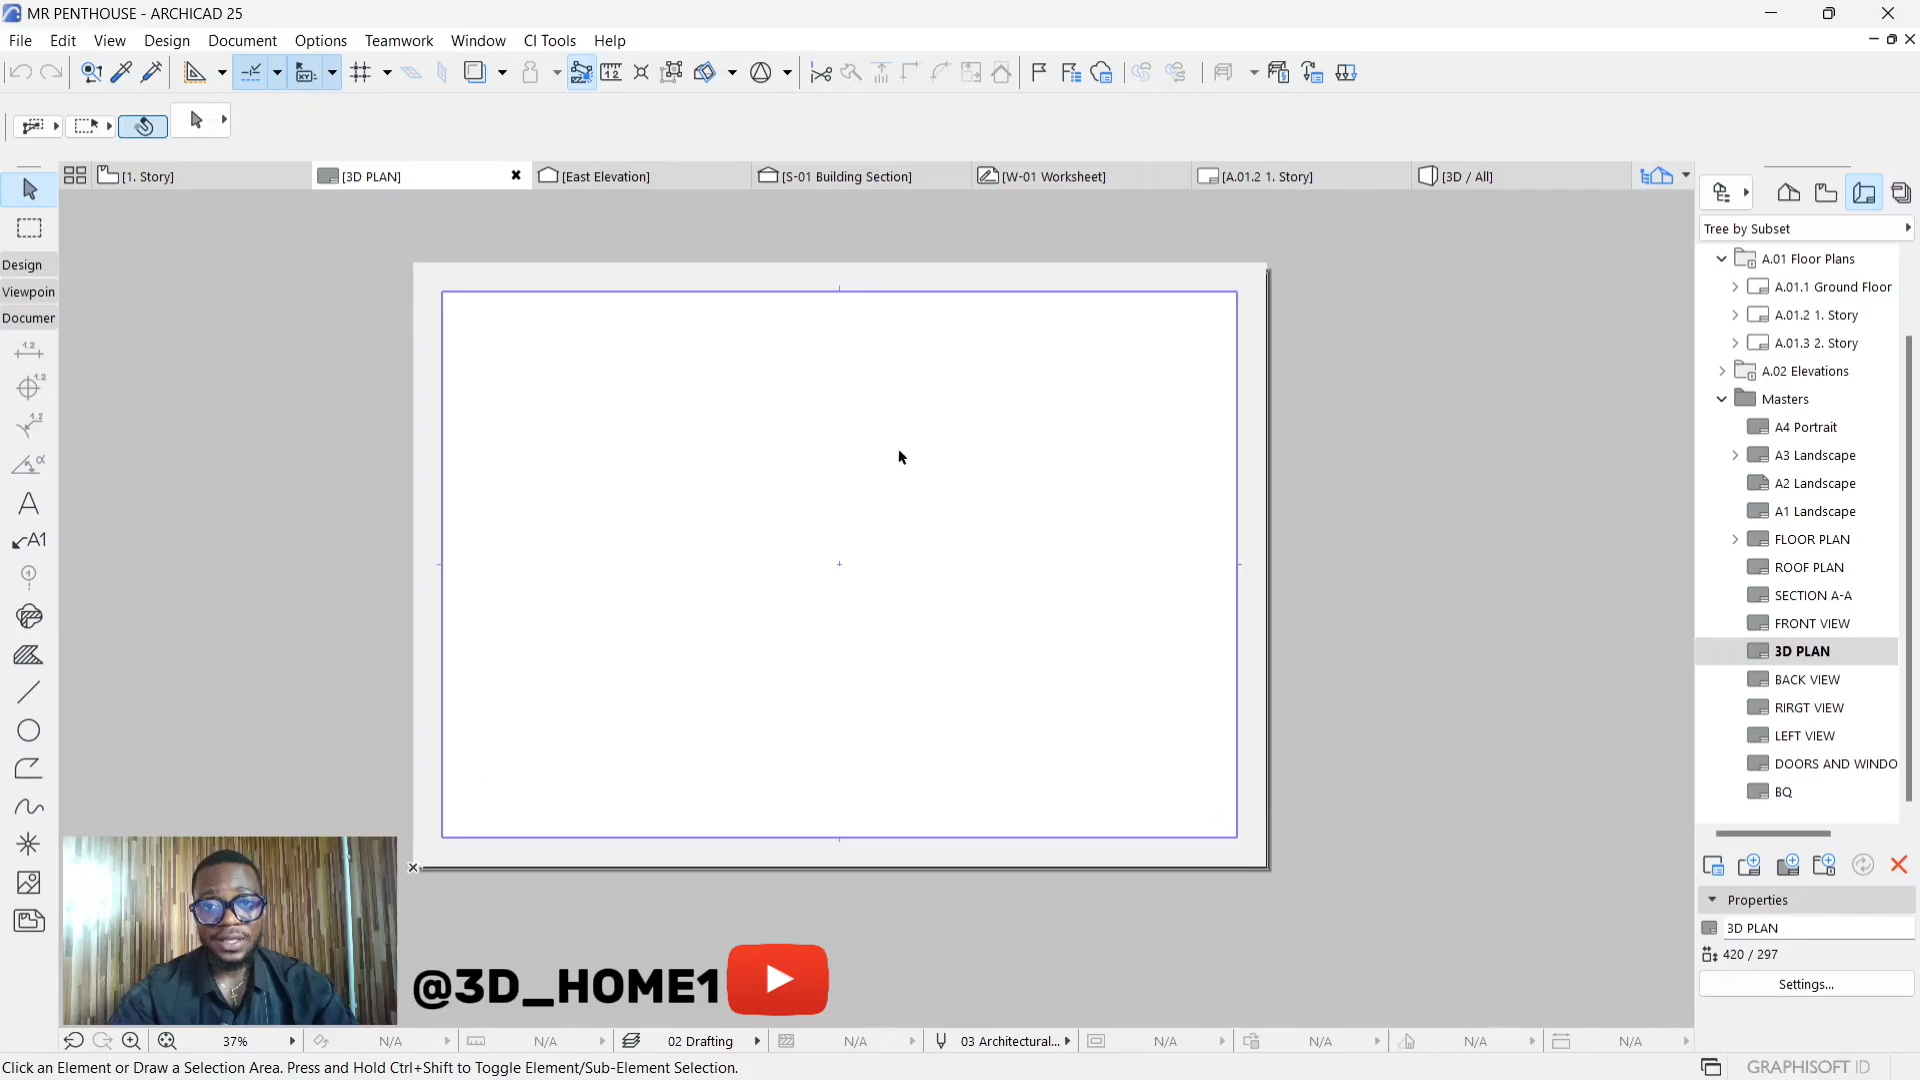 MR PENTHOUSE - ARCHICAD 25
File Edit View Design Document Options Teamwork Window CI Tools Help
[1. Story] [3D PLAN] [East Elevation] [S-01 Building Section] [W-01 Worksheet] [A.01.2 1. Story] [3D / All]
Tree by Subset
Design
Viewpoin
Documen
A.01 Floor Plans
A.01.1 Ground Floor
A.01.2 1. Story
A.01.3 2. Story
A.02 Elevations
Masters
A4 Portrait
A3 Landscape
A2 Landscape
A1 Landscape
FLOOR PLAN
ROOF PLAN
SECTION A-A
FRONT VIEW
3D PLAN
BACK VIEW
RIRGT VIEW
LEFT VIEW
DOORS AND WINDO
BQ
Properties
3D PLAN
420 / 297
Settings...
@3D_HOME1
37% N/A N/A 02 Drafting N/A 03 Architectural... N/A N/A N/A N/A
Click an Element or Draw a Selection Area. Press and Hold Ctrl+Shift to Toggle Element/Sub-Element Selection.
GRAPHISOFT ID